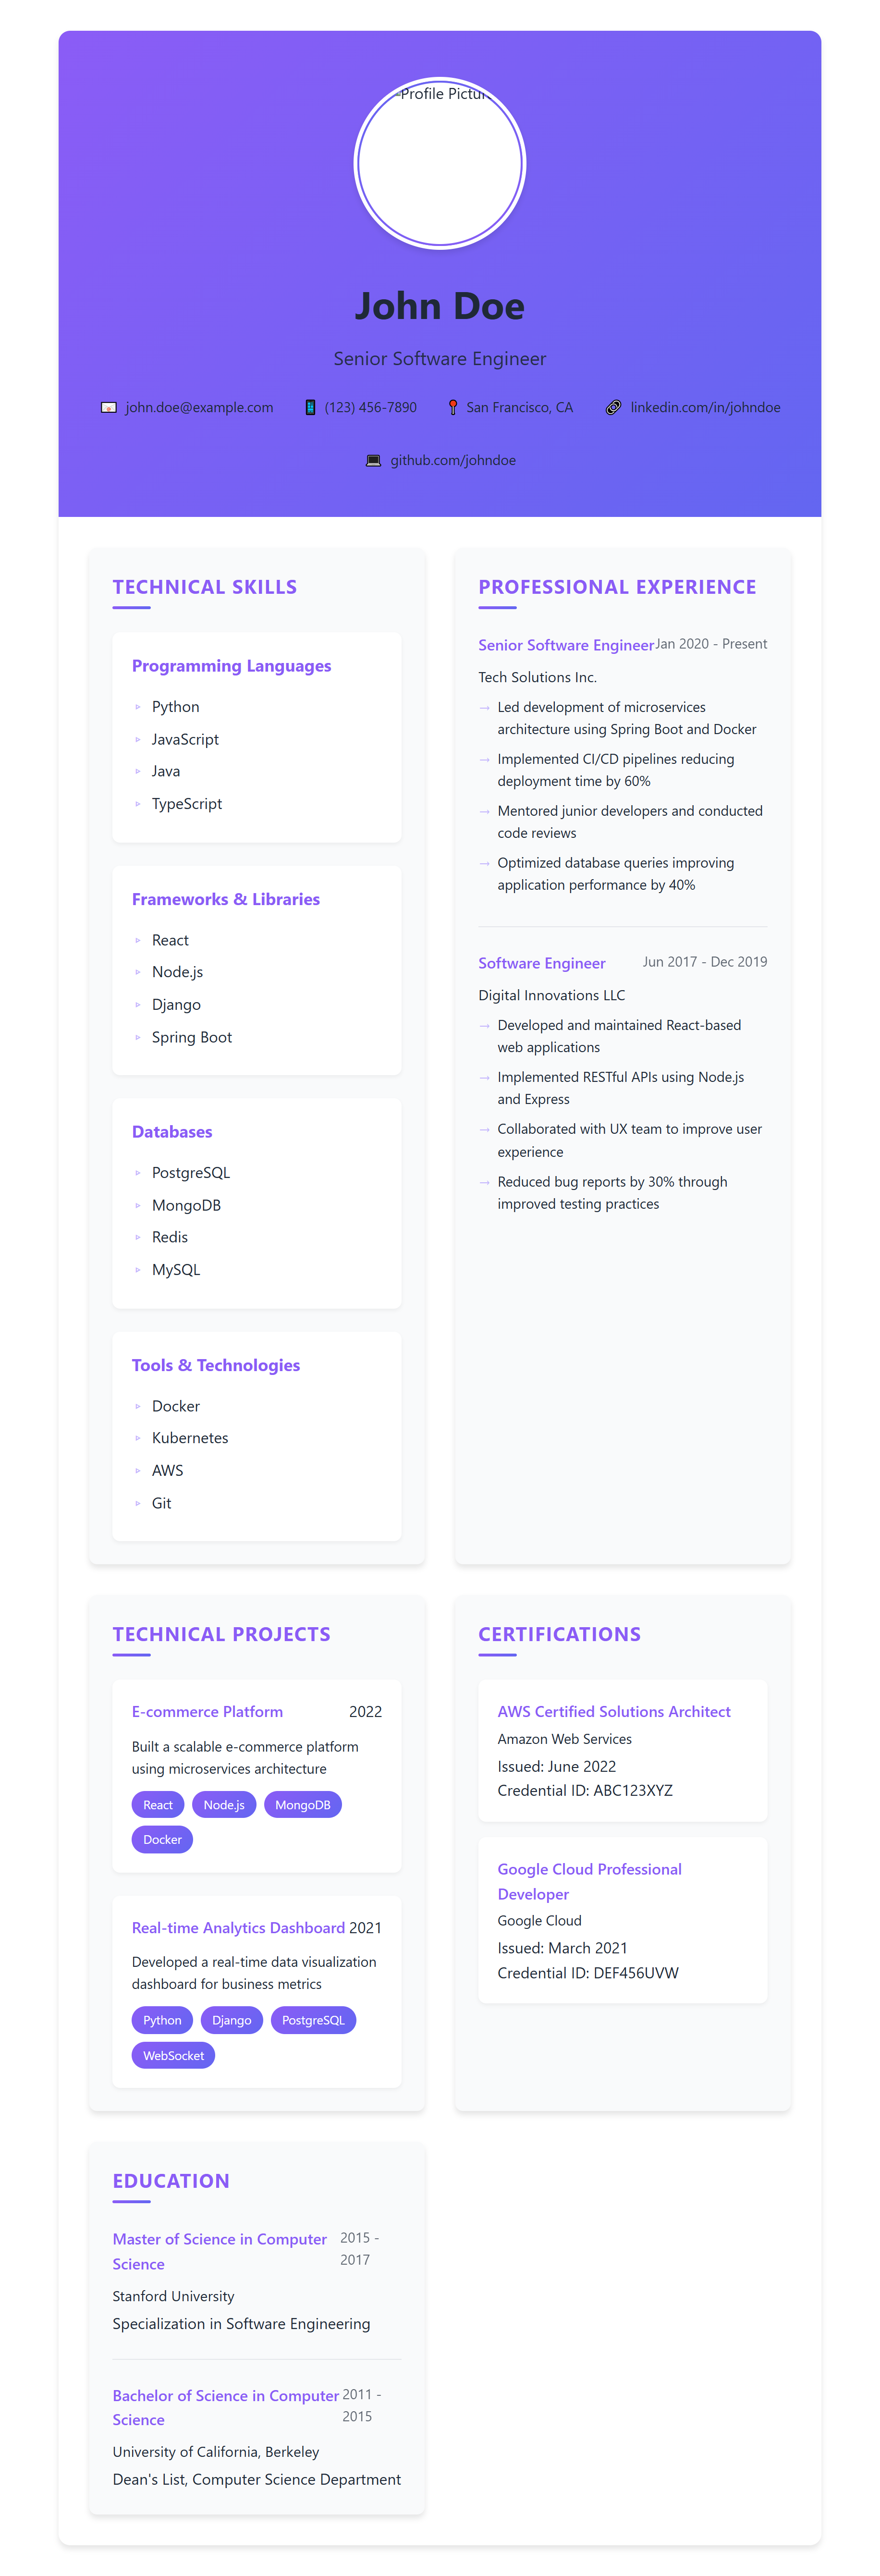 Profile Pictur
John Doe
Senior Software Engineer
john.doe@example.com (123) 456-7890 San Francisco, CA linkedin.com/in/johndoe
github.com/johndoe
TECHNICAL SKILLS
Programming Languages
Python
JavaScript
Java
TypeScript
Frameworks & Libraries
React
Node.js
Django
Spring Boot
Databases
PostgreSQL
MongoDB
Redis
MySQL
Tools & Technologies
Docker
Kubernetes
AWS
Git
PROFESSIONAL EXPERIENCE
Senior Software Engineer Jan 2020 - Present
Tech Solutions Inc.
→ Led development of microservices
architecture using Spring Boot and Docker
→ Implemented CI/CD pipelines reducing
deployment time by 60%
→ Mentored junior developers and conducted
code reviews
→ Optimized database queries improving
application performance by 40%
Software Engineer Jun 2017 - Dec 2019
Digital Innovations LLC
→ Developed and maintained React-based
web applications
→ Implemented RESTful APIs using Node.js
and Express
→ Collaborated with UX team to improve user
experience
→ Reduced bug reports by 30% through
improved testing practices
TECHNICAL PROJECTS
E-commerce Platform 2022
Built a scalable e-commerce platform
using microservices architecture
React Node.js MongoDB
Docker
Real-time Analytics Dashboard 2021
Developed a real-time data visualization
dashboard for business metrics
Python Django PostgreSQL
WebSocket
CERTIFICATIONS
AWS Certified Solutions Architect
Amazon Web Services
Issued: June 2022
Credential ID: ABC123XYZ
Google Cloud Professional
Developer
Google Cloud
Issued: March 2021
Credential ID: DEF456UVW
EDUCATION
Master of Science in Computer 2015 -
Science 2017
Stanford University
Specialization in Software Engineering
Bachelor of Science in Computer 2011 -
Science 2015
University of California, Berkeley
Dean's List, Computer Science Department